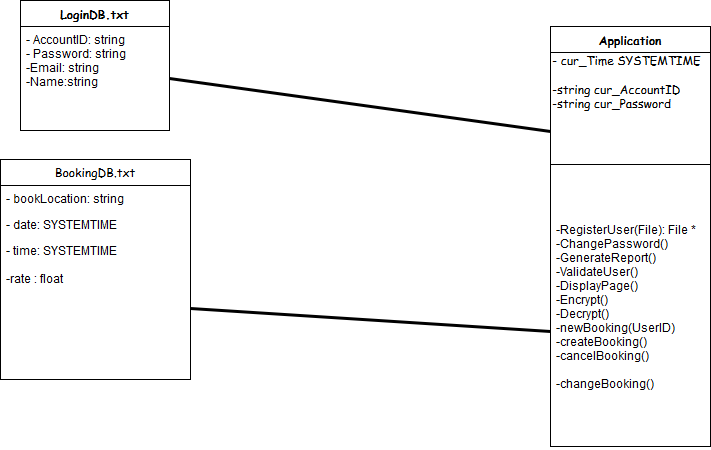 LoginDB.txt
- AccountID: string
- Password: string
-Email: string
-Name:string
BookingDB.txt
- bookLocation: string
- date: SYSTEMTIME
- time: SYSTEMTIME
-rate : float
Application
- cur_Time SYSTEMTIME
-string cur_AccountID
-string cur_Password
-RegisterUser(File): File *
-ChangePassword()
-GenerateReport()
-ValidateUser()
-DisplayPage()
-Encrypt()
-Decrypt()
-newBooking(UserID)
-createBooking()
-cancelBooking()
-changeBooking()